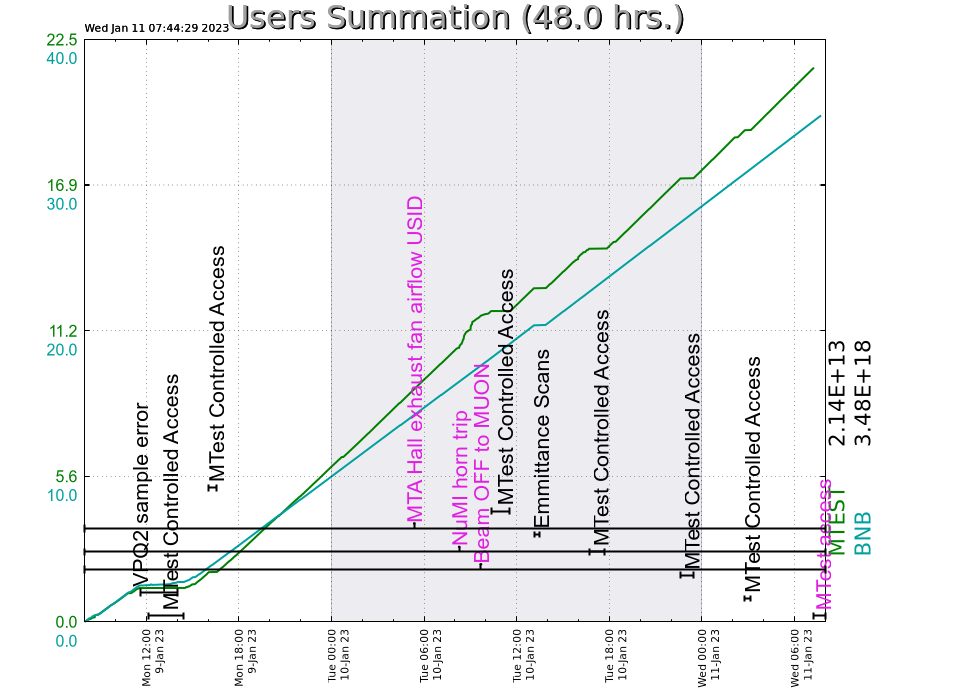 Users Summation (48.0 hrs.)
Wed Jan 11 07:44:29 2023
22.5
40.0
16.9
30.0
11.2
20.0
5.6
10.0
0.0
0.0
VPQ2 sample error
MTest Controlled Access
MTest Controlled Access
MTA Hall exhaust fan airflow USID
NuMI horn trip
Beam OFF to MUON
MTest Controlled Access
Emmittance Scans
MTest Controlled Access
MTest Controlled Access
MTest Controlled Access
MTest access
MTEST 2.14E+13
BNB 3.48E+18
Mon 12:00
9-Jan 23
Mon 18:00
9-Jan 23
Tue 00:00
10-Jan 23
Tue 06:00
10-Jan 23
Tue 12:00
10-Jan 23
Tue 18:00
10-Jan 23
Wed 00:00
11-Jan 23
Wed 06:00
11-Jan 23